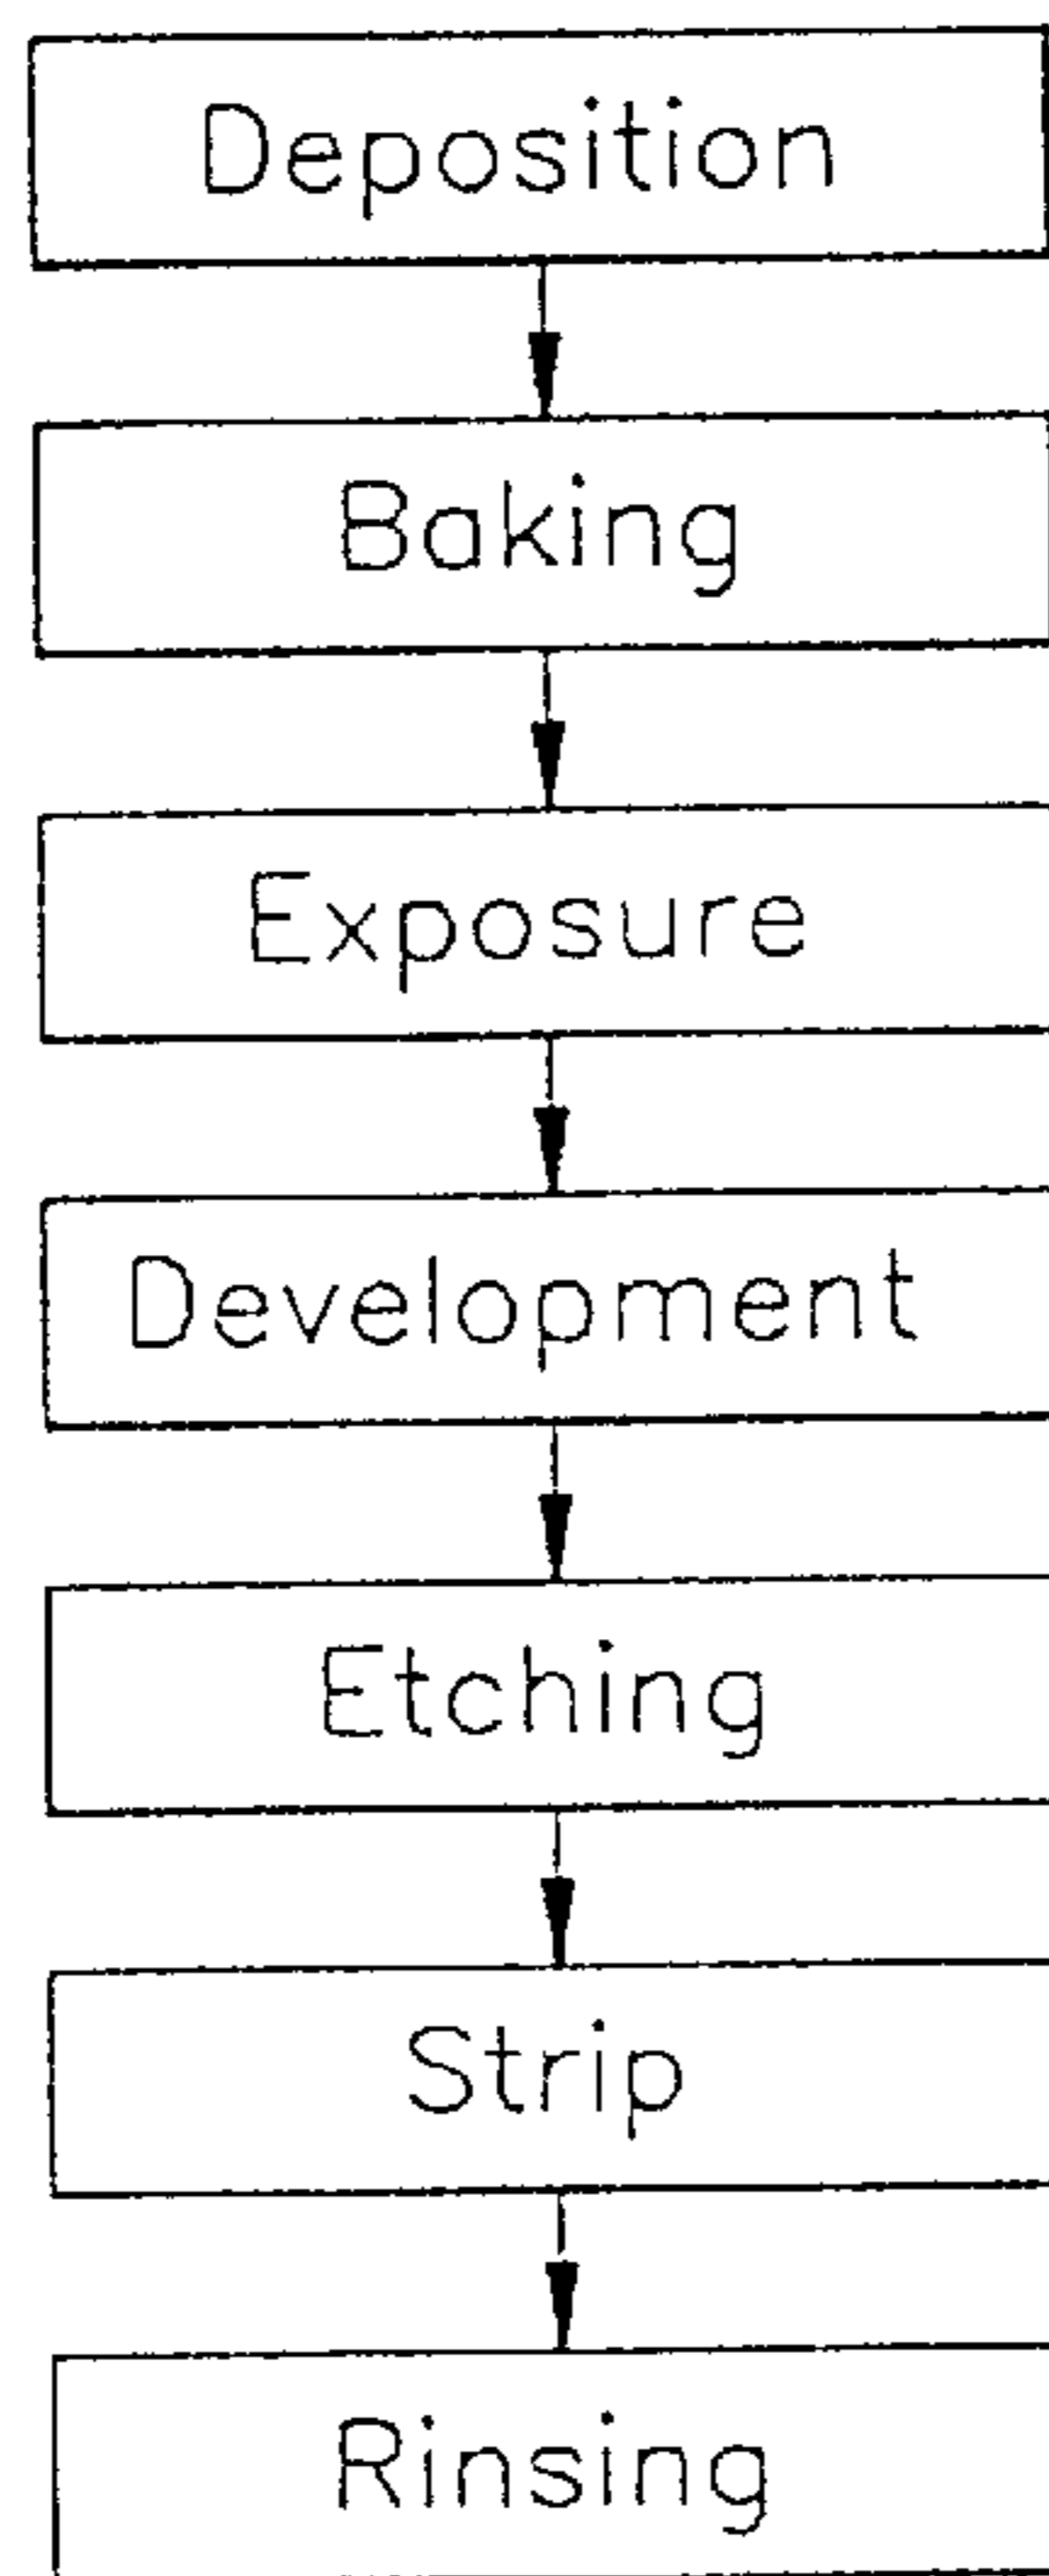 Deposition
Baking
Exposure
Development
Etching
Strip
Rinsing